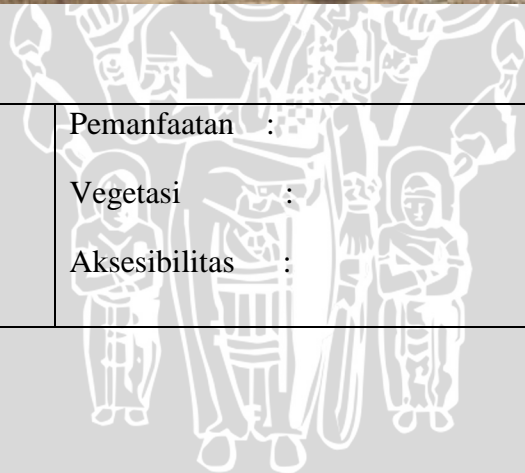 Pemanfaatan :
Vegetasi :
Aksesibilitas :